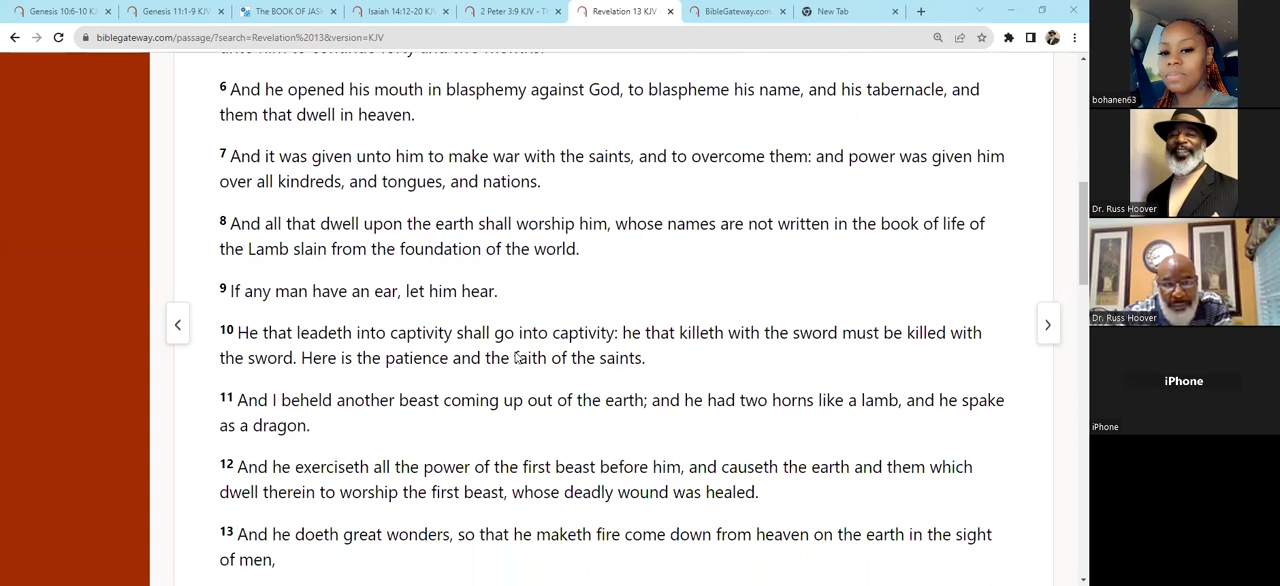 Genesis 10:6-10 KJ
Genesis 11:1-9 KJV
The BOOK OF JAS
Isaiah 14:12-20 KJV
2 Peter 3:9 KJV - T
Revelation 13 KJV
BibleGateway.com
New Tab
biblegateway.com/passage/?search=Revelation%2013&version=KJV
6 And he opened his mouth in blasphemy against God, to blaspheme his name, and his tabernacle, and
them that dwell in heaven.
7 And it was given unto him to make war with the saints, and to overcome them: and power was given him
over all kindreds, and tongues, and nations.
8 And all that dwell upon the earth shall worship him, whose names are not written in the book of life of
the Lamb slain from the foundation of the world.
9 If any man have an ear, let him hear.
10 He that leadeth into captivity shall go into captivity: he that killeth with the sword must be killed with
the sword. Here is the patience and the faith of the saints.
11 And I beheld another beast coming up out of the earth; and he had two horns like a lamb, and he spake
as a dragon.
12 And he exerciseth all the power of the first beast before him, and causeth the earth and them which
dwell therein to worship the first beast, whose deadly wound was healed.
13 And he doeth great wonders, so that he maketh fire come down from heaven on the earth in the sight
of men,
bohanen63
Dr. Russ Hoover
Dr. Russ Hoover
iPhone
iPhone